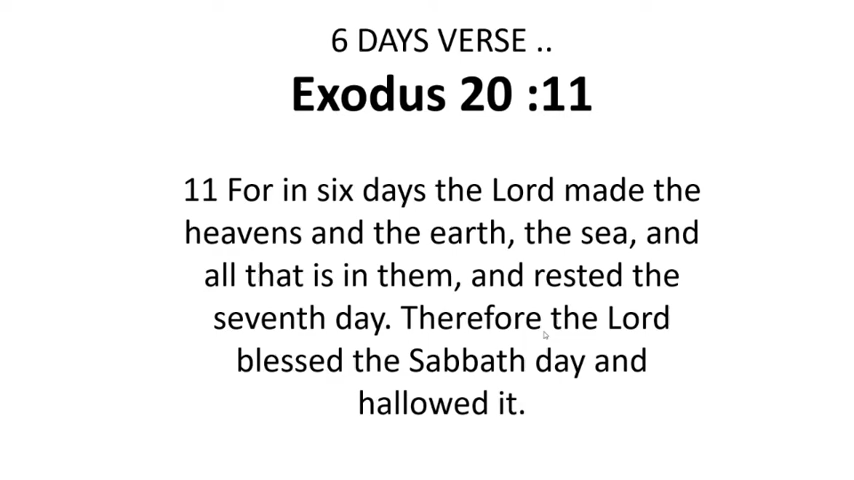 6 DAYS VERSE ..
Exodus 20 :11
11 For in six days the Lord made the
heavens and the earth, the sea, and
all that is in them, and rested the
seventh day. Therefore the Lord
blessed the Sabbath day and
hallowed it.